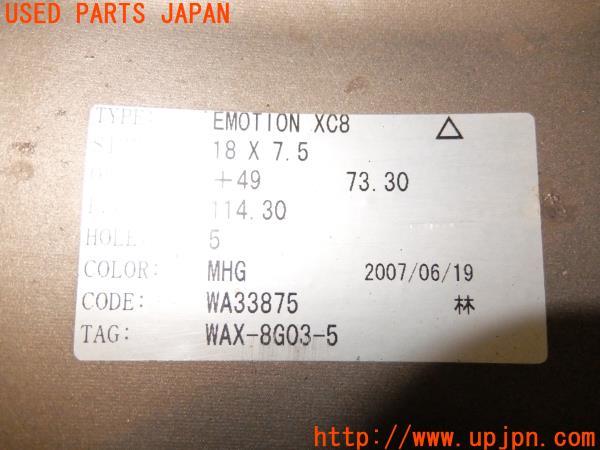 USED PARTS JAPAN
TYPE: EMOTION XC8 △
18 X 7.5
+49 73.30
114.30
HOLE 5
COLOR: MHG 2007/06/19
CODE: WA33875 林
TAG: WAX-8G03-5
http://www.upjpn.com